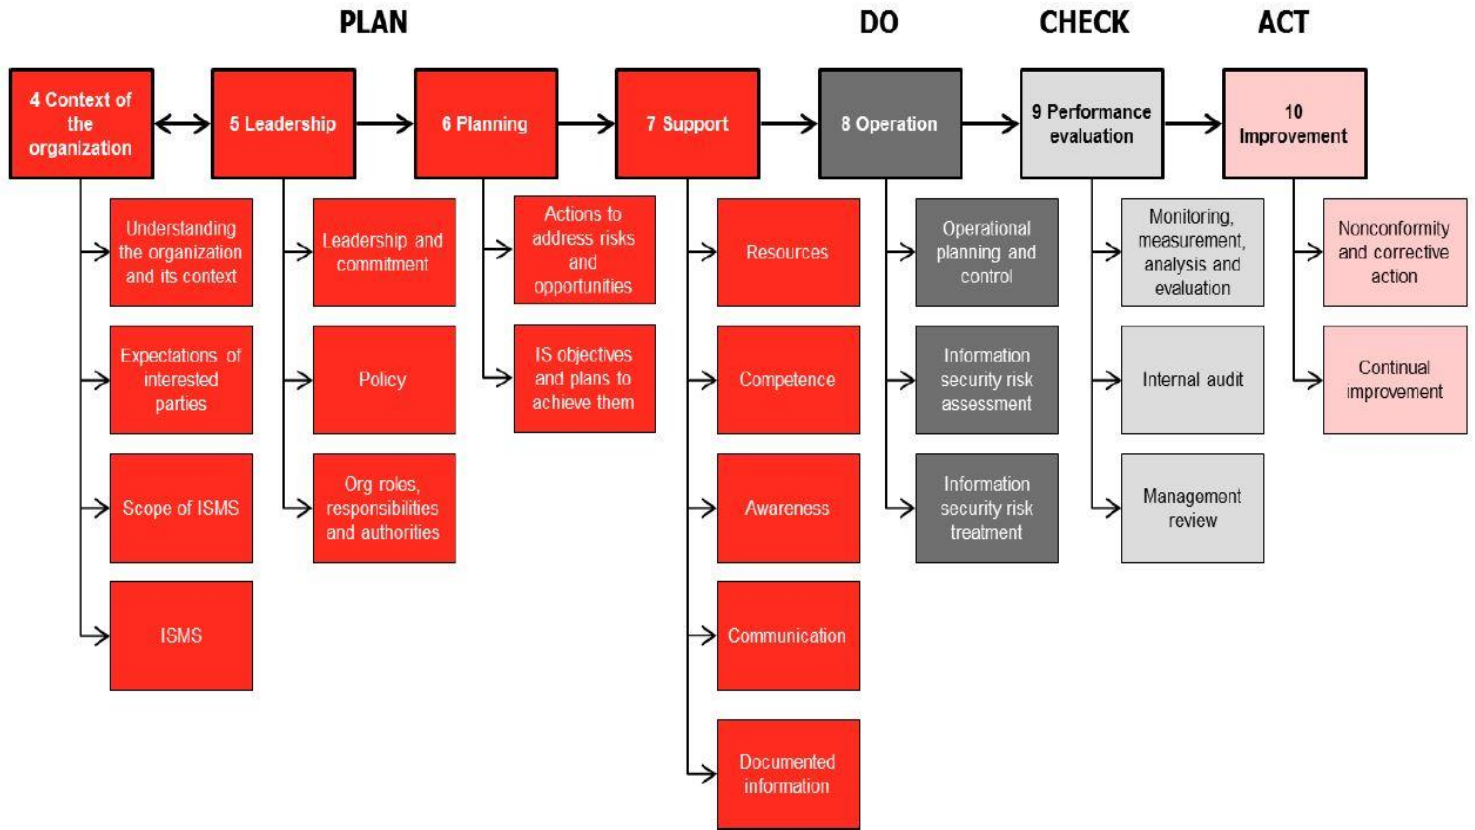 PLAN
DO
CHECK
ACT
4 Context of
the
organization
5 Leadership
6 Planning
7 Support
8 Operation
9 Performance
evaluation
10
Improvement
Understanding
the organization
and its context
Expectations of
interested
parties
Scope of ISMS
ISMS
Leadership and
commitment
Policy
Org roles,
responsibilities
and authorities
Actions to
address risks
and
opportunities
IS objectives
and plans to
achieve them
Resources
Competence
Awareness
Communication
Documented
information
Operational
planning and
control
Information
security risk
assessment
Information
security risk
treatment
Monitoring,
measurement,
analysis and
evaluation
Internal audit
Management
review
Nonconformity
and corrective
action
Continual
improvement